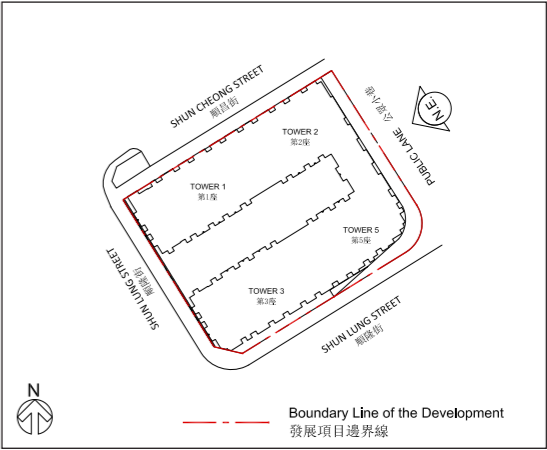 SHUN CHEONG STREET
順昌街
公眾小巷
PUBLIC LANE
N.E.
TOWER 2
第2座
TOWER 1
第1座
TOWER 5
第5座
TOWER 3
第3座
SHUN LUNG STREET
順隆街
SHUN LUNG STREET
順隆街
N
Boundary Line of the Development
發展項目邊界線